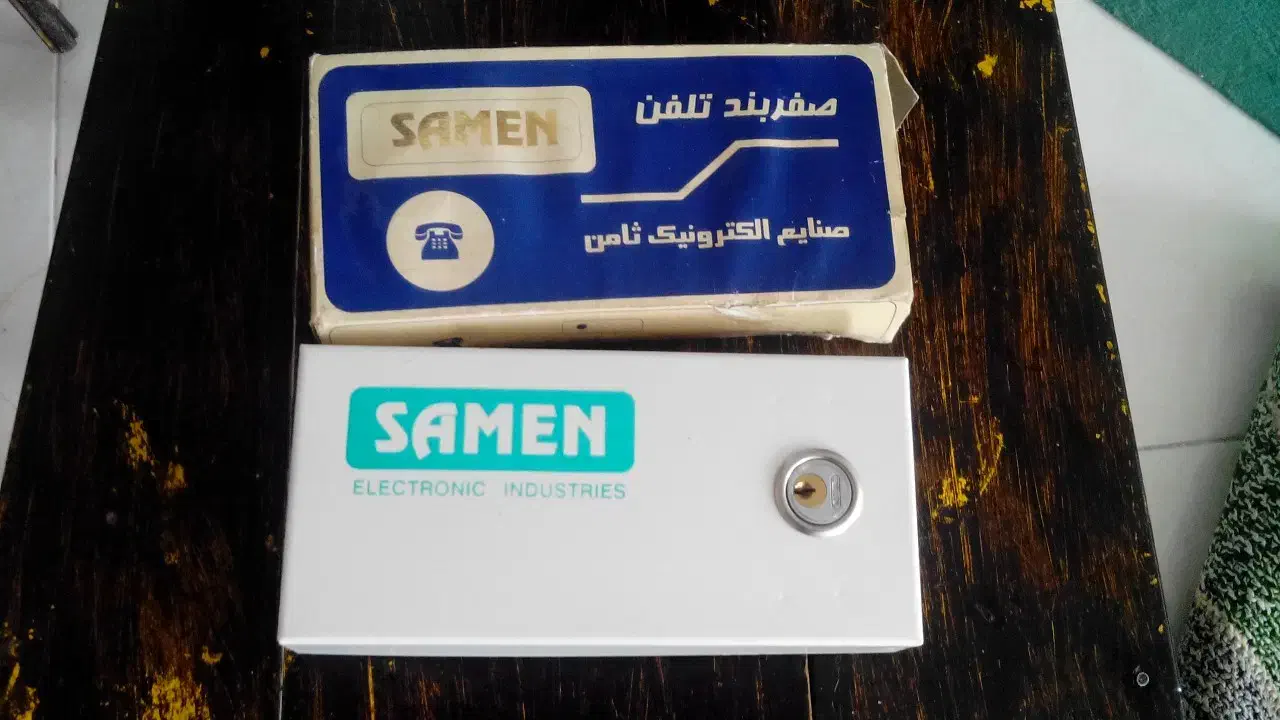 SAMEN
صفربند تلفن
صنایع الکترونیک ثامن
SAMEN
ELECTRONIC INDUSTRIES